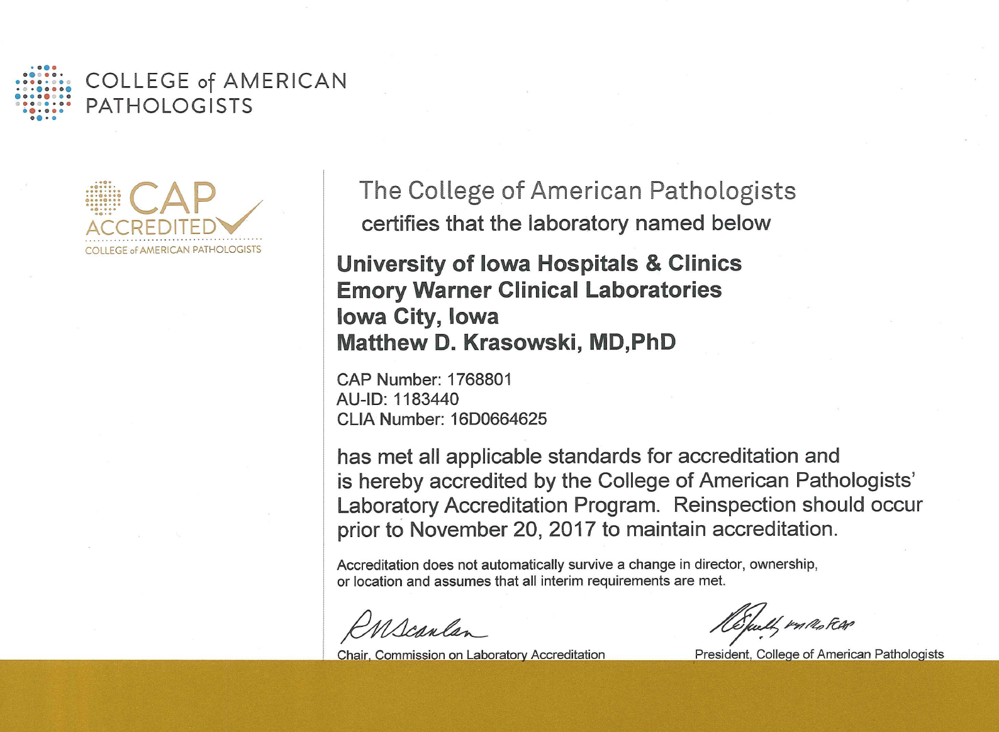 COLLEGE of AMERICAN
PATHOLOGISTS
CAP
ACCREDITED
COLLEGE of AMERICAN PATHOLOGISTS
The College of American Pathologists
certifies that the laboratory named below
University of Iowa Hospitals & Clinics
Emory Warner Clinical Laboratories
Iowa City, Iowa
Matthew D. Krasowski, MD,PhD
CAP Number: 1768801
AU-ID: 1183440
CLIA Number: 16D0664625
has met all applicable standards for accreditation and
is hereby accredited by the College of American Pathologists’
Laboratory Accreditation Program. Reinspection should occur
prior to November 20, 2017 to maintain accreditation.
Accreditation does not automatically survive a change in director, ownership,
or location and assumes that all interim requirements are met.
RMScanlan
FCAP
Chair, Commission on Laboratory Accreditation
President, College of American Pathologists